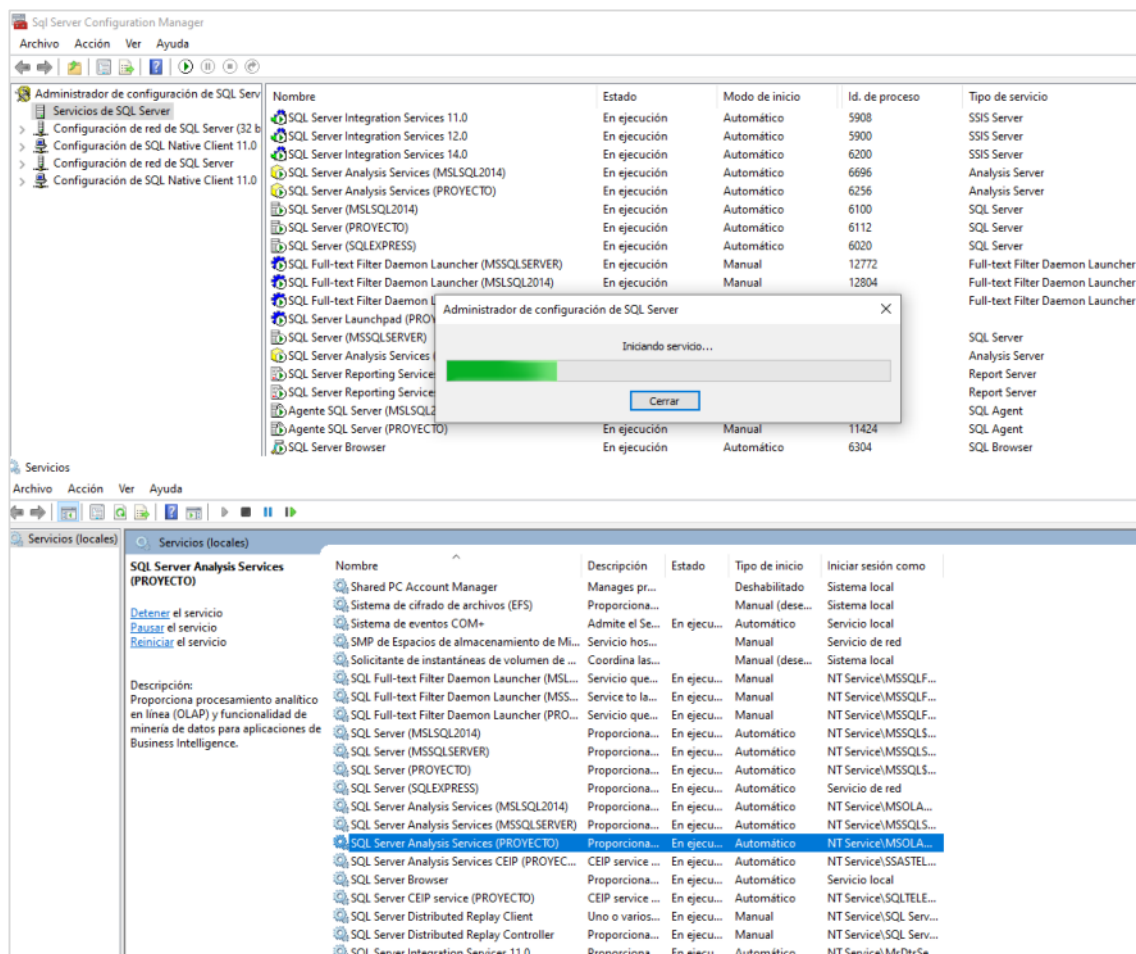 Sql Server Configuration Manager
Archivo Acción Ver Ayuda
Administrador de configuración de SQL Serv
Servicios de SQL Server
Configuración de red de SQL Server (32 b
Configuración de SQL Native Client 11.0
Configuración de red de SQL Server
Configuración de SQL Native Client 11.0
Nombre Estado Modo de inicio Id. de proceso Tipo de servicio
SQL Server Integration Services 11.0 En ejecución Automático 5908 SSIS Server
SQL Server Integration Services 12.0 En ejecución Automático 5900 SSIS Server
SQL Server Integration Services 14.0 En ejecución Automático 6200 SSIS Server
SQL Server Analysis Services (MSLSQL2014) En ejecución Automático 6696 Analysis Server
SQL Server Analysis Services (PROYECTO) En ejecución Automático 6256 Analysis Server
SQL Server (MSLSQL2014) En ejecución Automático 6100 SQL Server
SQL Server (PROYECTO) En ejecución Automático 6112 SQL Server
SQL Server (SQLEXPRESS) En ejecución Automático 6020 SQL Server
SQL Full-text Filter Daemon Launcher (MSSQLSERVER) En ejecución Manual 12772 Full-text Filter Daemon Launcher
SQL Full-text Filter Daemon Launcher (MSLSQL2014) En ejecución Manual 12804 Full-text Filter Daemon Launcher
SQL Full-text Filter Daemon L Full-text Filter Daemon Launcher
SQL Server Launchpad (PROY
SQL Server (MSSQLSERVER) SQL Server
SQL Server Analysis Services ( Analysis Server
SQL Server Reporting Service Report Server
SQL Server Reporting Service Report Server
Agente SQL Server (MSLSQL2 SQL Agent
Agente SQL Server (PROYECTO) En ejecución Manual 11424 SQL Agent
SQL Server Browser En ejecución Automático 6304 SQL Browser
Administrador de configuración de SQL Server
Iniciando servicio...
Cerrar
Servicios
Archivo Acción Ver Ayuda
Servicios (locales)
Servicios (locales)
SQL Server Analysis Services
(PROYECTO)
Detener el servicio
Pausar el servicio
Reiniciar el servicio
Descripción:
Proporciona procesamiento analítico
en línea (OLAP) y funcionalidad de
minería de datos para aplicaciones de
Business Intelligence.
Nombre Descripción Estado Tipo de inicio Iniciar sesión como
Shared PC Account Manager Manages pr... Deshabilitado Sistema local
Sistema de cifrado de archivos (EFS) Proporciona... Manual (dese... Sistema local
Sistema de eventos COM+ Admite el Se... En ejecu... Automático Servicio local
SMP de Espacios de almacenamiento de Mi... Servicio hos... Manual Servicio de red
Solicitante de instantáneas de volumen de ... Coordina las... Manual (dese... Sistema local
SQL Full-text Filter Daemon Launcher (MSL... Servicio que... En ejecu... Manual NT Service\MSSQLF...
SQL Full-text Filter Daemon Launcher (MSS... Service to la... En ejecu... Manual NT Service\MSSQLF...
SQL Full-text Filter Daemon Launcher (PRO... Servicio que... En ejecu... Manual NT Service\MSSQLF...
SQL Server (MSLSQL2014) Proporciona... En ejecu... Automático NT Service\MSSQL$...
SQL Server (MSSQLSERVER) Proporciona... En ejecu... Automático NT Service\MSSQLS...
SQL Server (PROYECTO) Proporciona... En ejecu... Automático NT Service\MSSQL$...
SQL Server (SQLEXPRESS) Proporciona... En ejecu... Automático Servicio de red
SQL Server Analysis Services (MSLSQL2014) Proporciona... En ejecu... Automático NT Service\MSOLA...
SQL Server Analysis Services (MSSQLSERVER) Proporciona... En ejecu... Automático NT Service\MSSQLS...
SQL Server Analysis Services (PROYECTO) Proporciona... En ejecu... Automático NT Service\MSOLA...
SQL Server Analysis Services CEIP (PROYEC... CEIP service ... En ejecu... Automático NT Service\SSASTEL...
SQL Server Browser Proporciona... En ejecu... Automático Servicio local
SQL Server CEIP service (PROYECTO) CEIP service ... En ejecu... Automático NT Service\SQLTELE...
SQL Server Distributed Replay Client Uno o varios... En ejecu... Manual NT Service\SQL Serv...
SQL Server Distributed Replay Controller Proporciona... En ejecu... Manual NT Service\SQL Serv...
SQL Server Integration Services 11.0 Proporciona... En ejecu... Automático NT Service\MsDtsSe...